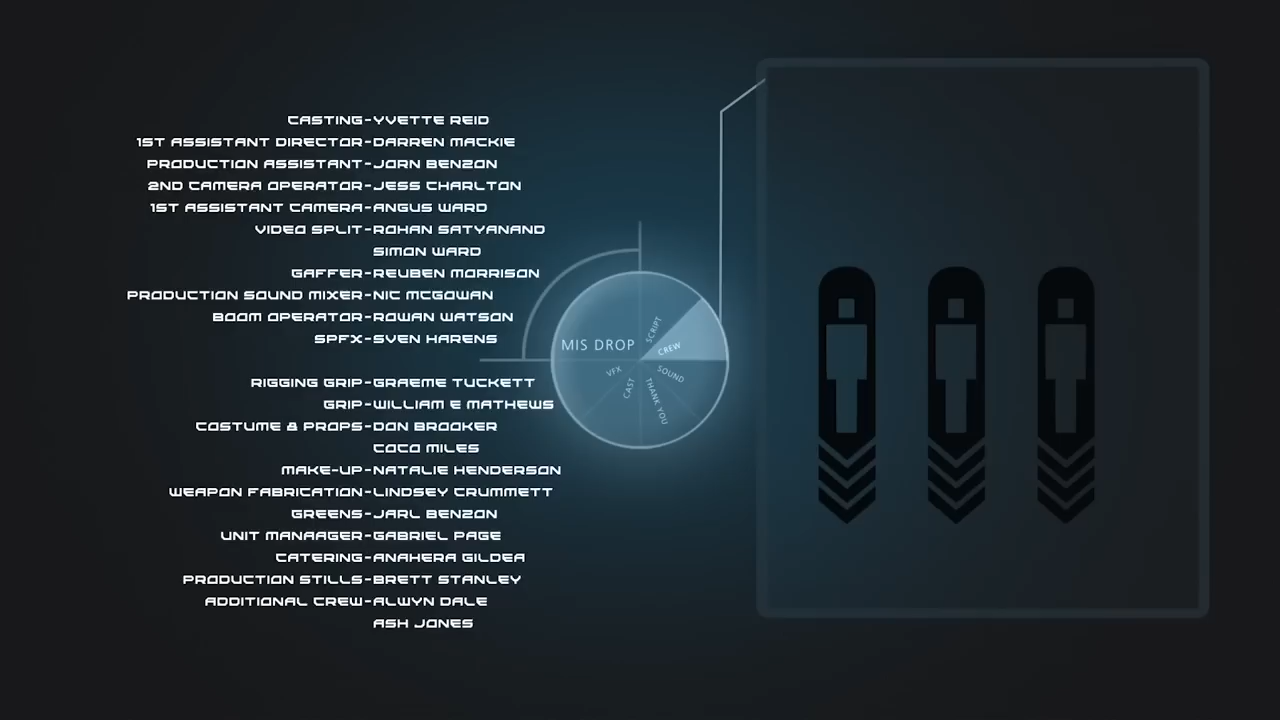 CASTING-YVETTE REID
1ST ASSISTANT DIRECTOR-DARREN MACKIE
PRODUCTION ASSISTANT-JORN BENZON
2ND CAMERA OPERATOR-JESS CHARLTON
1ST ASSISTANT CAMERA-ANGUS WARD
VIDEO SPLIT-ROHAN SATYANAND
SIMON WARD
GAFFER-REUBEN MORRISON
PRODUCTION SOUND MIXER-NIC MCGOWAN
BOOM OPERATOR-ROWAN WATSON
SPFX-SVEN HARENS
RIGGING GRIP-GRAEME TUCKETT
GRIP-WILLIAM E MATHEWS
COSTUME & PROPS-DON BROOKER
COCO MILES
MAKE-UP-NATALIE HENDERSON
WEAPON FABRICATION-LINDSEY CRUMMETT
GREENS-JARL BENZON
UNIT MANAAGER-GABRIEL PAGE
CATERING-ANAHERA GILDEA
PRODUCTION STILLS-BRETT STANLEY
ADDITIONAL CREW-ALWYN DALE
ASH JONES
MIS DROP
SCRIPT
CREW
SOUND
THANK YOU
CAST
VFX